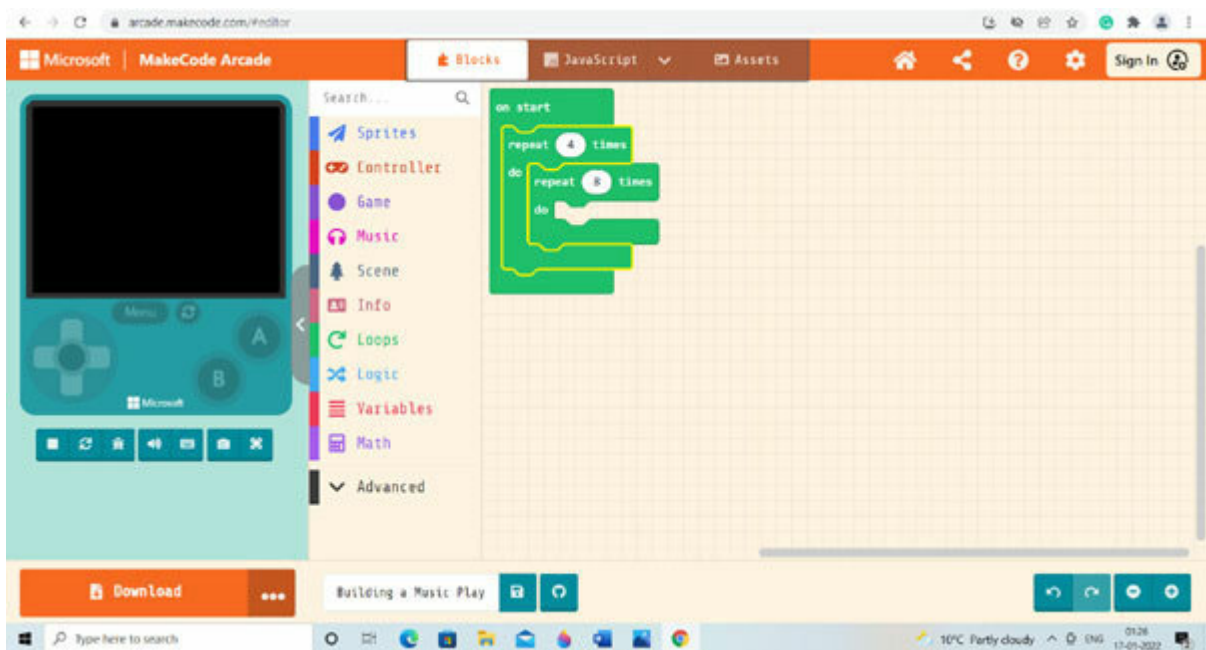 arcade.makecode.com/#editor
Microsoft | MakeCode Arcade
Blocks
JavaScript
Assets
Sign In
Search...
Sprites
Controller
Game
Music
Scene
Info
Loops
Logic
Variables
Math
Advanced
on start
repeat 4 times
do
repeat 8 times
do
Menu
A
B
Microsoft
Download
Building a Music Play
Type here to search
10°C Partly cloudy
ENG
01:26
17-01-2022